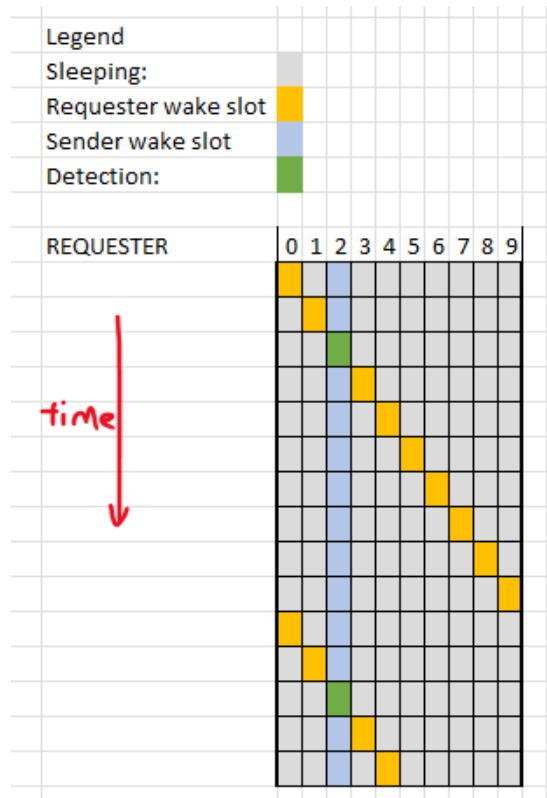 Legend
Sleeping:
Requester wake slot
Sender wake slot
Detection:
REQUESTER 0 1 2 3 4 5 6 7 8 9
time